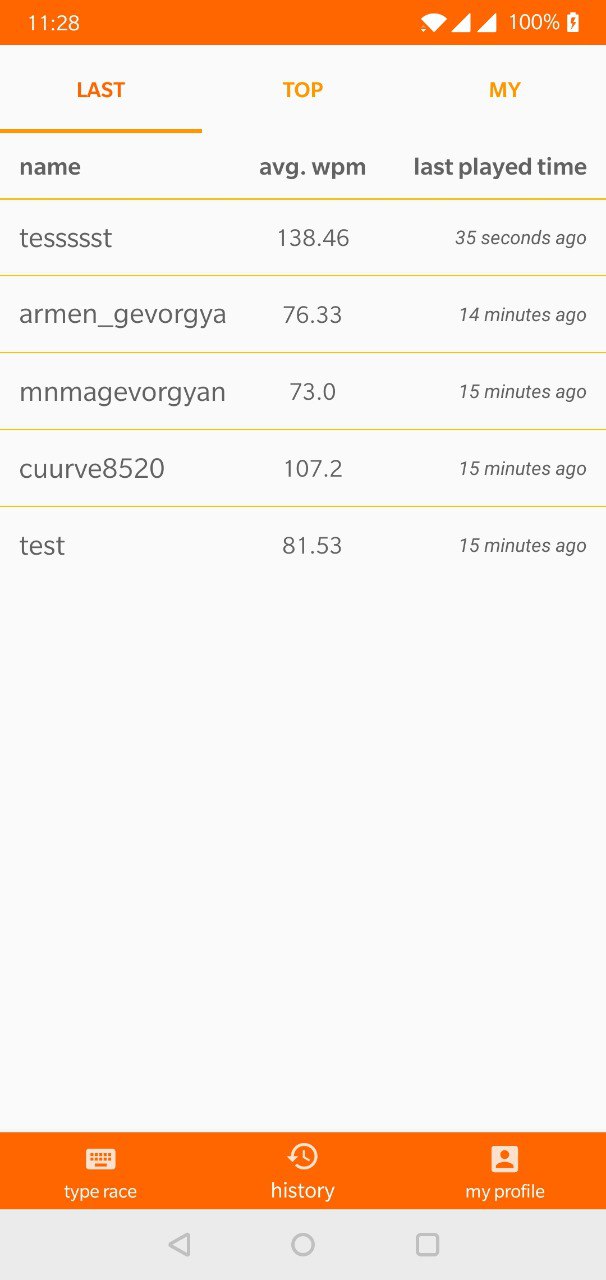 11:28 100%
LAST TOP MY
name avg. wpm last played time
tessssst 138.46 35 seconds ago
armen_gevorgya 76.33 14 minutes ago
mnmagevorgyan 73.0 15 minutes ago
cuurve8520 107.2 15 minutes ago
test 81.53 15 minutes ago
type race history my profile